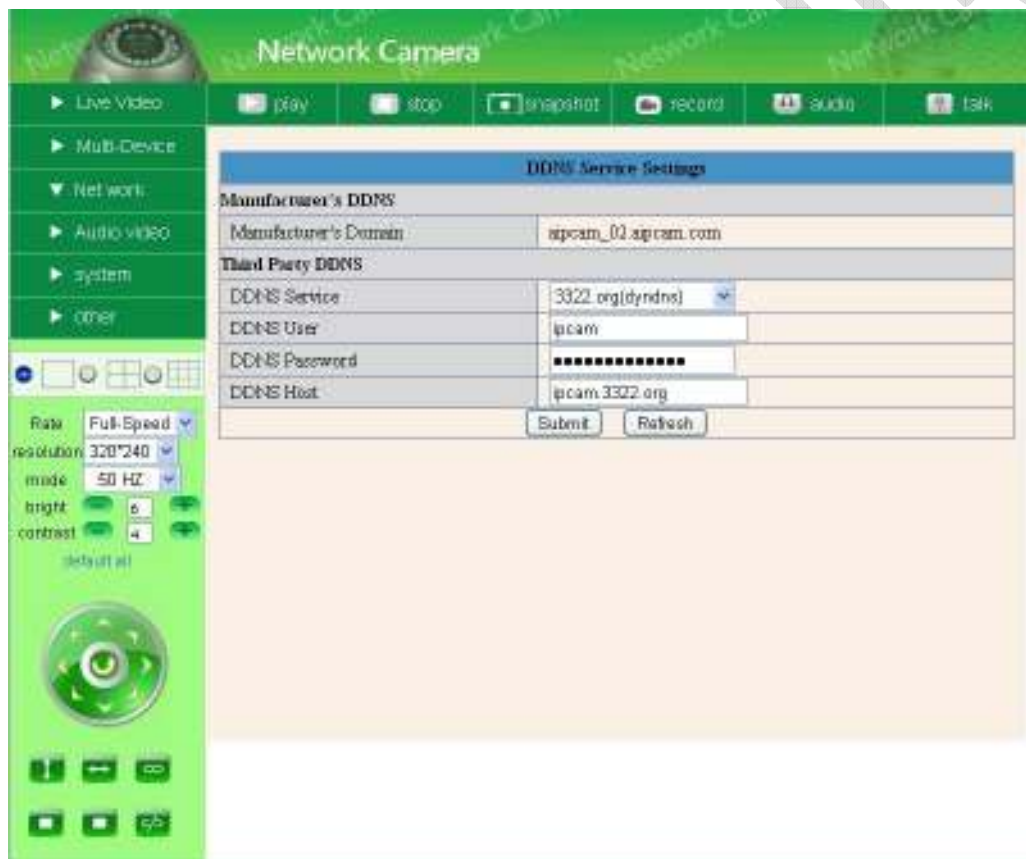 Network Camera
Live Video
play
stop
snapshot
record
audio
talk
Multi-Device
Net work
Audio video
system
other
DDNS Service Settings
Manufacturer's DDNS
Manufacturer's Domain
aipcam_02.aipcam.com
Third Party DDNS
DDNS Service
3322.org(dyndns)
DDNS User
ipcam
DDNS Password
•••••••••••••
DDNS Host
ipcam.3322.org
Submit
Refresh
Rate
Full-Speed
resolution
320*240
mode
50 HZ
bright
6
contrast
4
default all